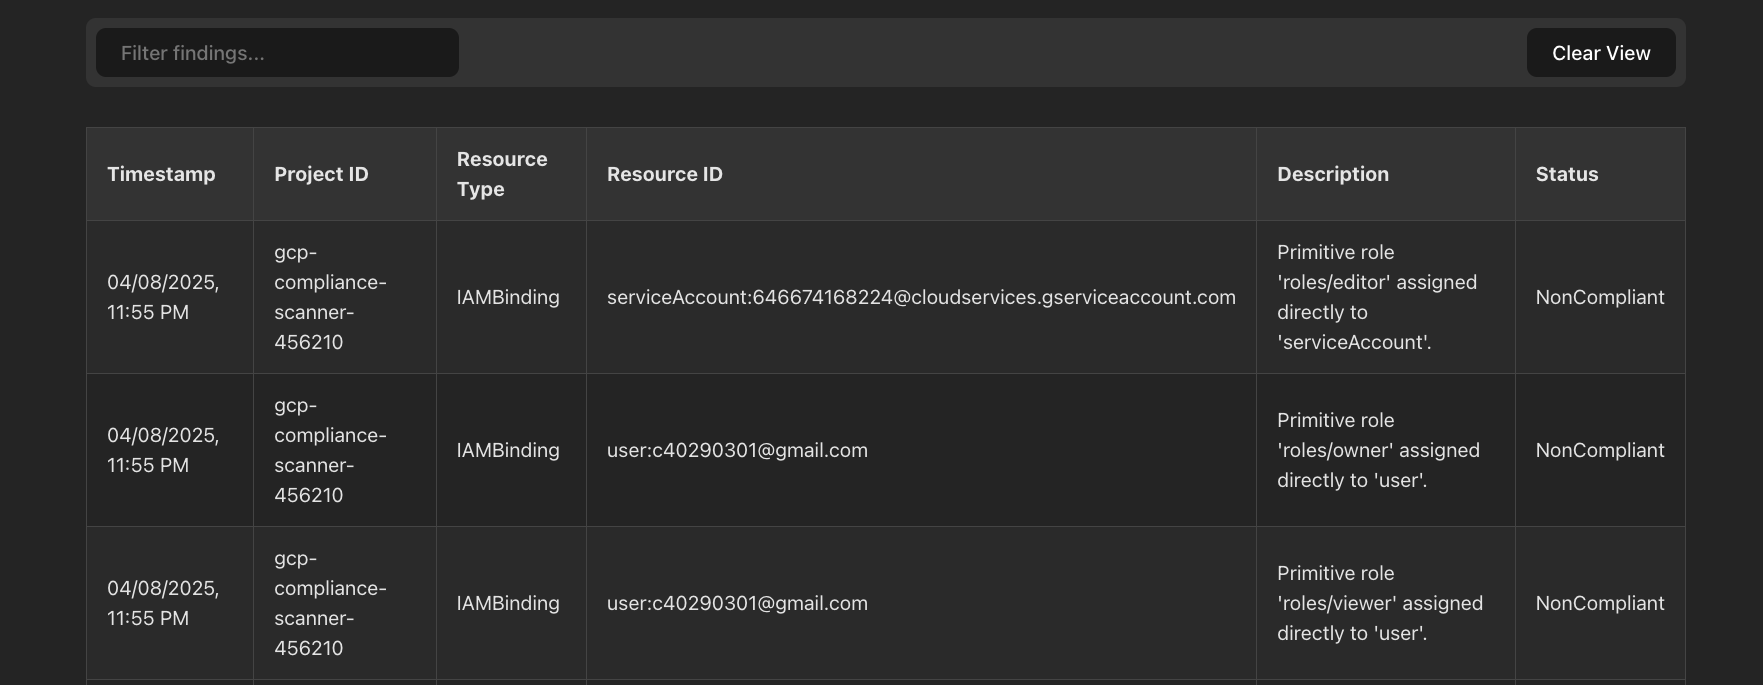 Filter findings...
Clear View
Timestamp
Project ID
Resource
Type
Resource ID
Description
Status
04/08/2025,
11:55 PM
gcp-
compliance-
scanner-
456210
IAMBinding
serviceAccount:646674168224@cloudservices.gserviceaccount.com
Primitive role
'roles/editor' assigned
directly to
'serviceAccount'.
NonCompliant
04/08/2025,
11:55 PM
gcp-
compliance-
scanner-
456210
IAMBinding
user:c40290301@gmail.com
Primitive role
'roles/owner' assigned
directly to 'user'.
NonCompliant
04/08/2025,
11:55 PM
gcp-
compliance-
scanner-
456210
IAMBinding
user:c40290301@gmail.com
Primitive role
'roles/viewer' assigned
directly to 'user'.
NonCompliant